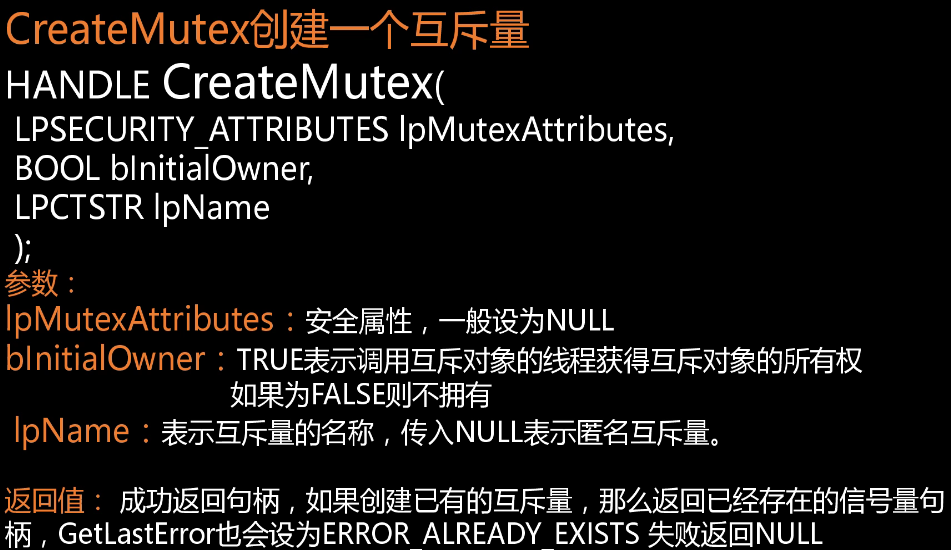 CreateMutex创建一个互斥量
HANDLE CreateMutex(
LPSECURITY_ATTRIBUTES lpMutexAttributes,
BOOL bInitialOwner,
LPCTSTR lpName
);
参数：
lpMutexAttributes：安全属性，一般设为NULL
bInitialOwner：TRUE表示调用互斥对象的线程获得互斥对象的所有权
如果为FALSE则不拥有
lpName：表示互斥量的名称，传入NULL表示匿名互斥量。
返回值： 成功返回句柄，如果创建已有的互斥量，那么返回已经存在的信号量句
柄，GetLastError也会设为ERROR_ALREADY_EXISTS 失败返回NULL